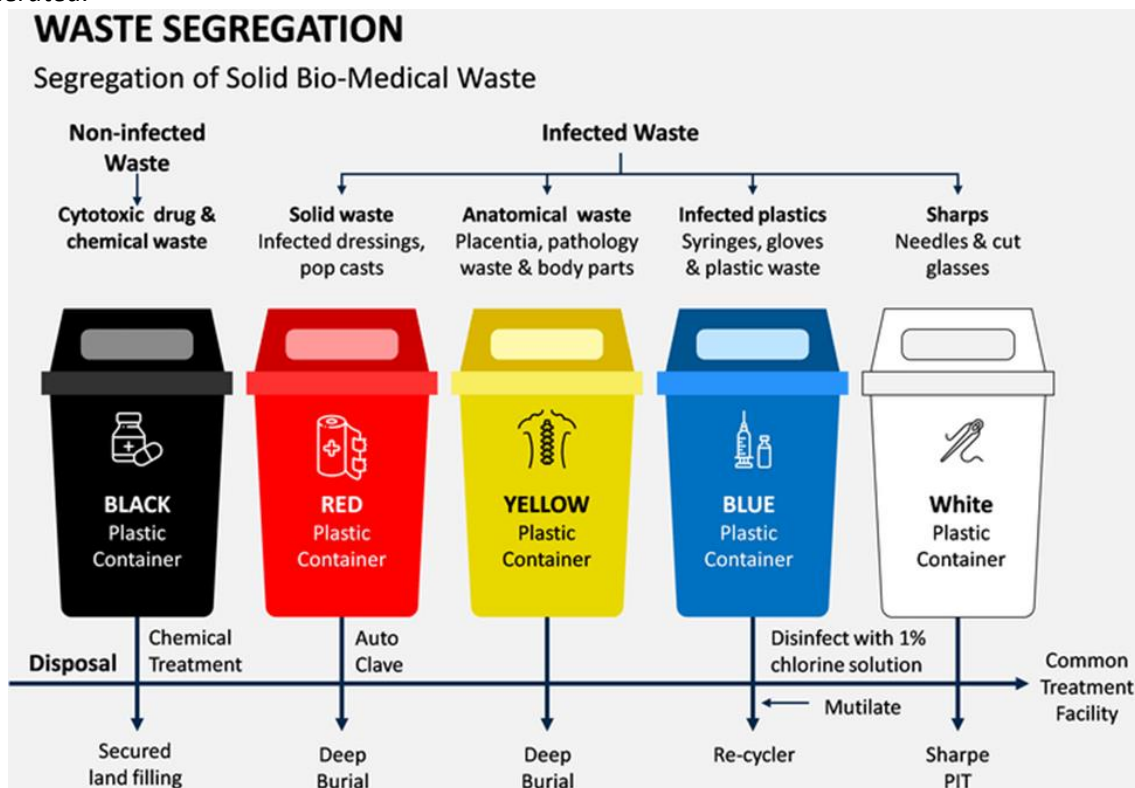 WASTE SEGREGATION
Segregation of Solid Bio-Medical Waste
Non-infected
Waste
Infected Waste
Cytotoxic drug &
chemical waste
Solid waste
Infected dressings,
pop casts
Anatomical waste
Placentia, pathology
waste & body parts
Infected plastics
Syringes, gloves
& plastic waste
Sharps
Needles & cut
glasses
BLACK
Plastic
Container
RED
Plastic
Container
YELLOW
Plastic
Container
BLUE
Plastic
Container
White
Plastic
Container
Disposal
Chemical
Treatment
Auto
Clave
Disinfect with 1%
chlorine solution
Mutilate
Common
Treatment
Facility
Secured
land filling
Deep
Burial
Deep
Burial
Re-cycler
Sharpe
PIT